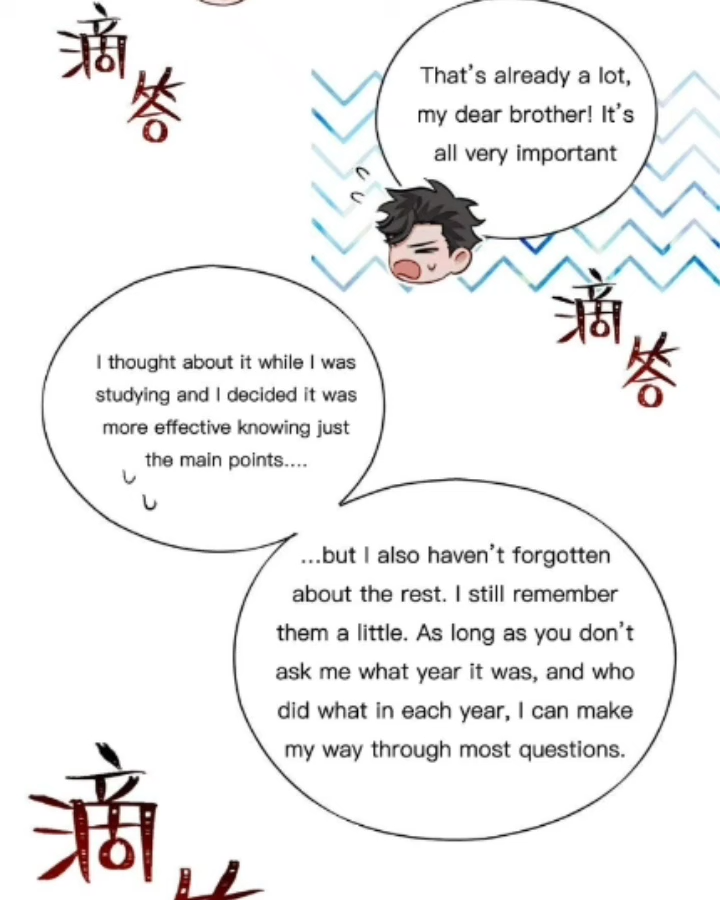 滴
答
That's already a lot,
my dear brother! It's
all very important
滴
答
I thought about it while I was
studying and I decided it was
more effective knowing just
the main points....
...but I also haven't forgotten
about the rest. I still remember
them a little. As long as you don't
ask me what year it was, and who
did what in each year, I can make
my way through most questions.
滴